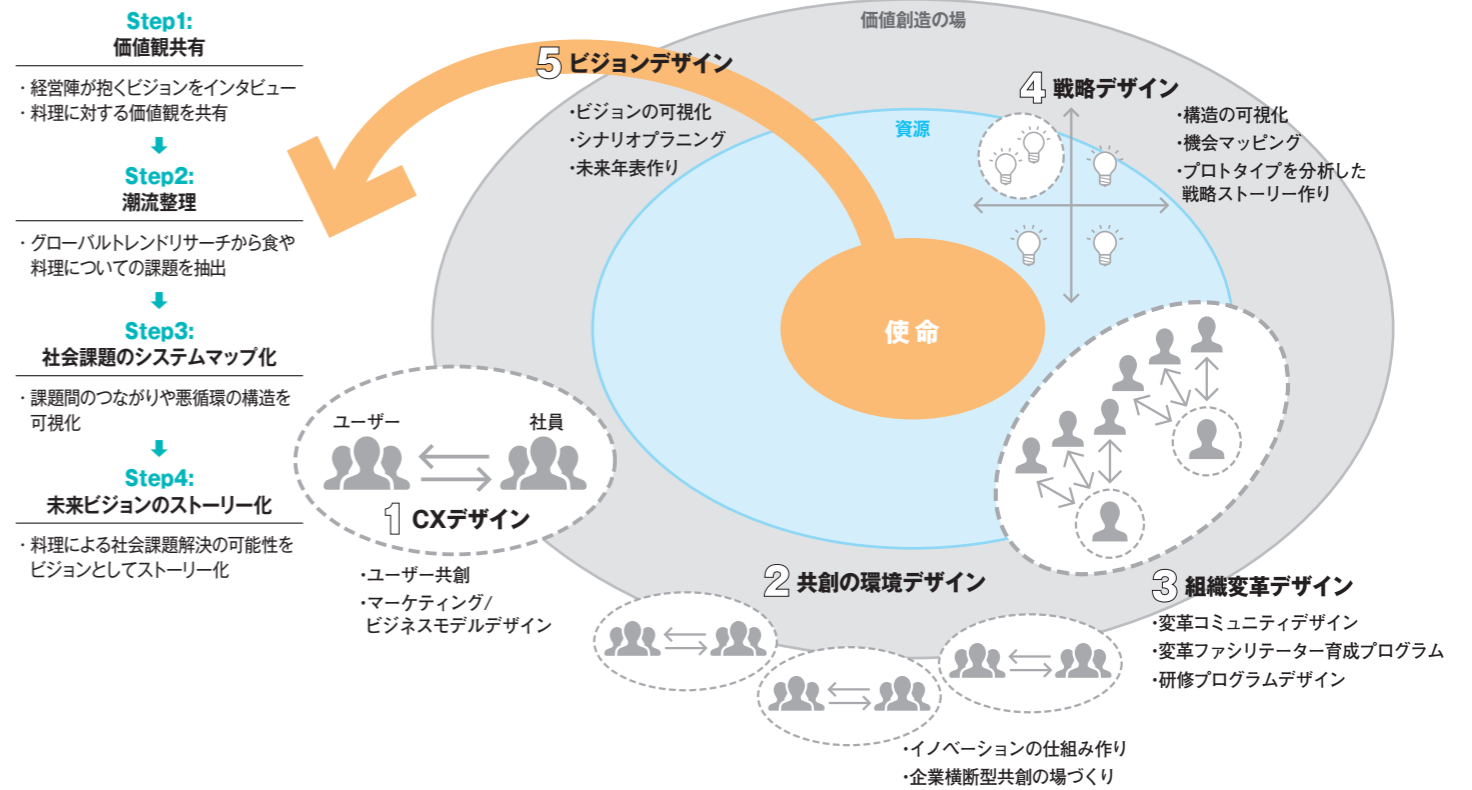 Step1:
価値観共有
・経営陣が抱くビジョンをインタビュー
・料理に対する価値観を共有
Step2:
潮流整理
・グローバルトレンドリサーチから食や
料理についての課題を抽出
Step3:
社会課題のシステムマップ化
・課題間のつながりや悪循環の構造を
可視化
Step4:
未来ビジョンのストーリー化
・料理による社会課題解決の可能性を
ビジョンとしてストーリー化
価値創造の場
5 ビジョンデザイン
・ビジョンの可視化
・シナリオプラニング
・未来年表作り
資源
4 戦略デザイン
・構造の可視化
・機会マッピング
・プロトタイプを分析した
戦略ストーリー作り
使命
ユーザー
社員
1 CXデザイン
・ユーザー共創
・マーケティング/
ビジネスモデルデザイン
2 共創の環境デザイン
・イノベーションの仕組み作り
・企業横断型共創の場づくり
3 組織変革デザイン
・変革コミュニティデザイン
・変革ファシリテーター育成プログラム
・研修プログラムデザイン